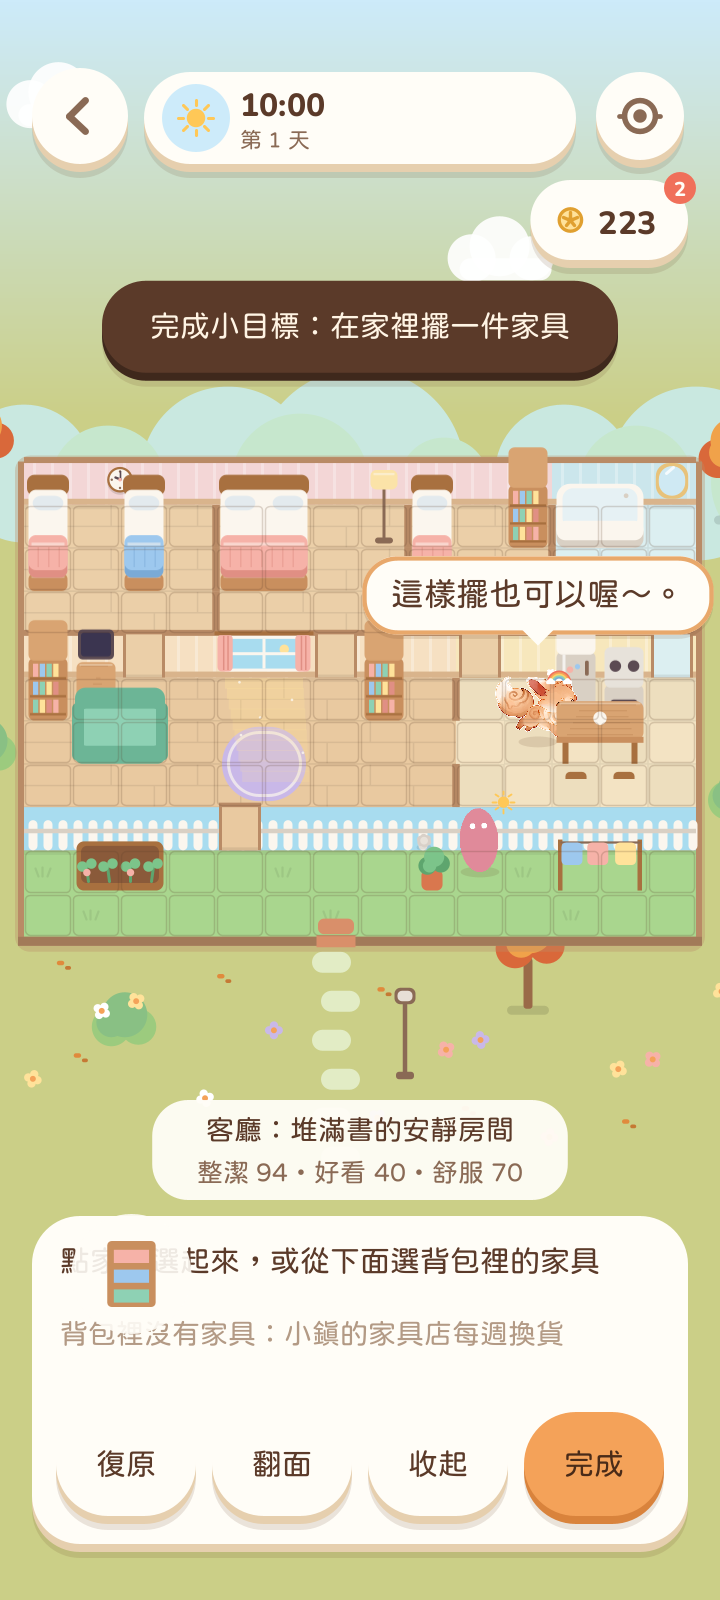 10:00
第 1 天
2
223
完成小目標：在家裡擺一件家具
這樣擺也可以喔～。
客廳：堆滿書的安靜房間
整潔 94・好看 40・舒服 70
點家 選起來，或從下面選背包裡的家具
背包裡沒有家具：小鎮的家具店每週換貨
復原
翻面
收起
完成